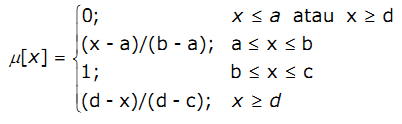 0; x ≤ a atau x ≥ d
(x - a)/(b - a); a ≤ x ≤ b
μ[x] =
1; b ≤ x ≤ c
(d - x)/(d - c); x ≥ d